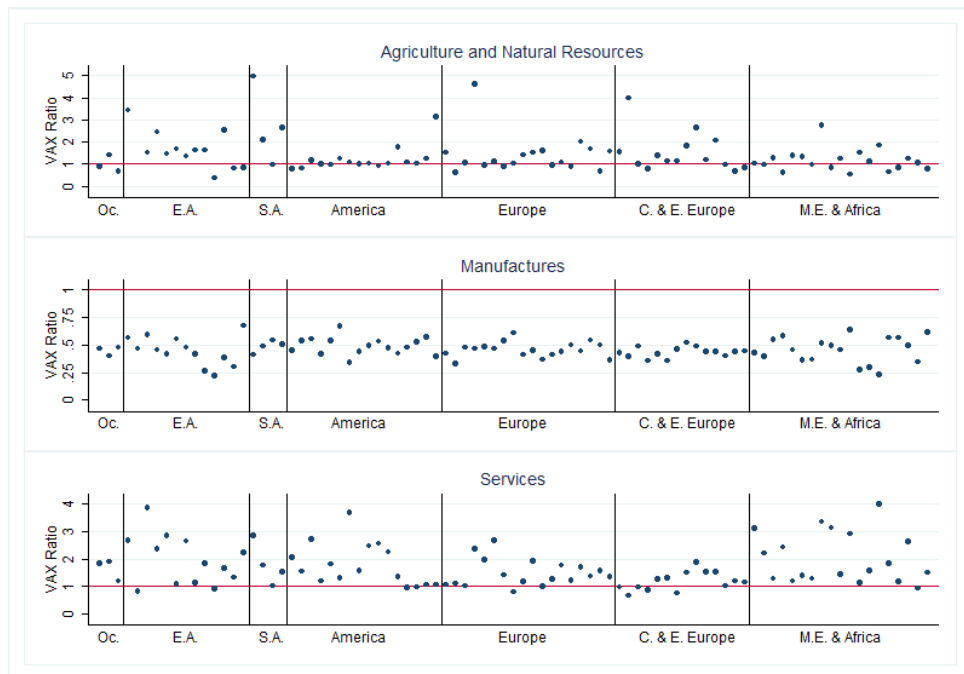 Agriculture and Natural Resources
VAX Ratio
5
4
3
2
1
0
Oc. E.A. S.A. America Europe C. & E. Europe M.E. & Africa
Manufactures
VAX Ratio
1
.75
.5
.25
0
Oc. E.A. S.A. America Europe C. & E. Europe M.E. & Africa
Services
VAX Ratio
4
3
2
1
0
Oc. E.A. S.A. America Europe C. & E. Europe M.E. & Africa